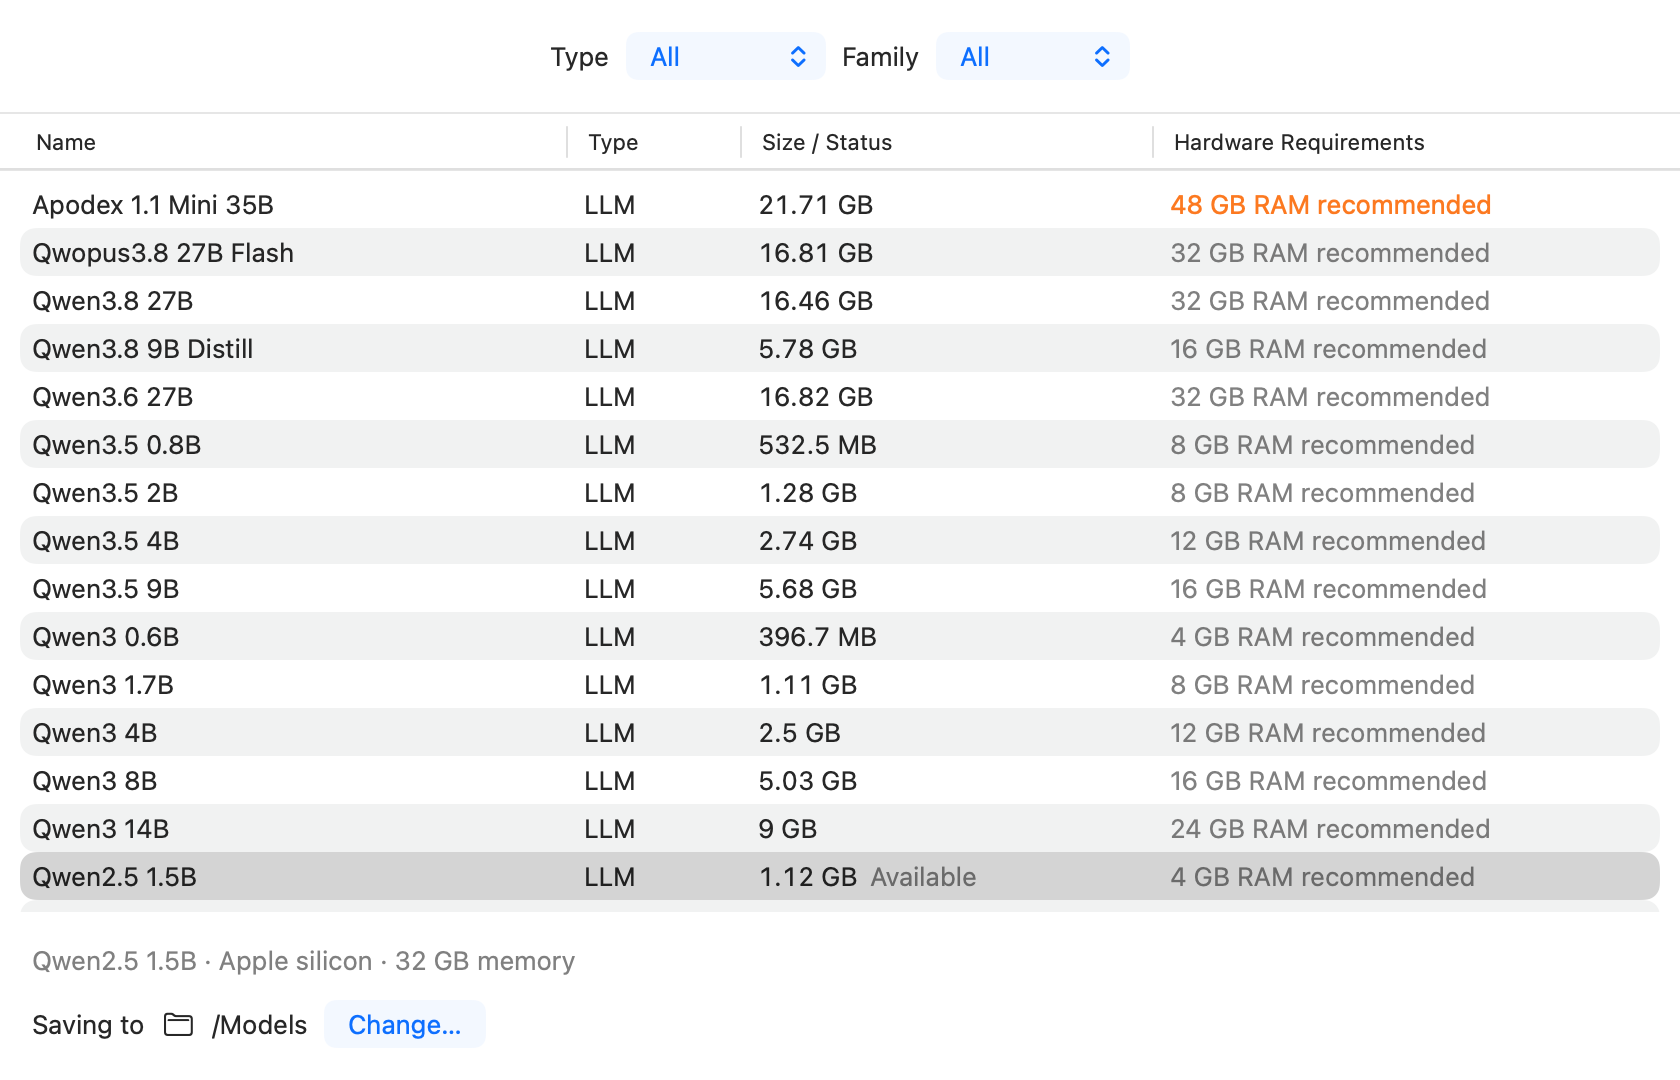 Type All Family All
Name Type Size / Status Hardware Requirements
Apodex 1.1 Mini 35B LLM 21.71 GB 48 GB RAM recommended
Qwopus3.8 27B Flash LLM 16.81 GB 32 GB RAM recommended
Qwen3.8 27B LLM 16.46 GB 32 GB RAM recommended
Qwen3.8 9B Distill LLM 5.78 GB 16 GB RAM recommended
Qwen3.6 27B LLM 16.82 GB 32 GB RAM recommended
Qwen3.5 0.8B LLM 532.5 MB 8 GB RAM recommended
Qwen3.5 2B LLM 1.28 GB 8 GB RAM recommended
Qwen3.5 4B LLM 2.74 GB 12 GB RAM recommended
Qwen3.5 9B LLM 5.68 GB 16 GB RAM recommended
Qwen3 0.6B LLM 396.7 MB 4 GB RAM recommended
Qwen3 1.7B LLM 1.11 GB 8 GB RAM recommended
Qwen3 4B LLM 2.5 GB 12 GB RAM recommended
Qwen3 8B LLM 5.03 GB 16 GB RAM recommended
Qwen3 14B LLM 9 GB 24 GB RAM recommended
Qwen2.5 1.5B LLM 1.12 GB Available 4 GB RAM recommended
Qwen2.5 1.5B · Apple silicon · 32 GB memory
Saving to /Models Change...